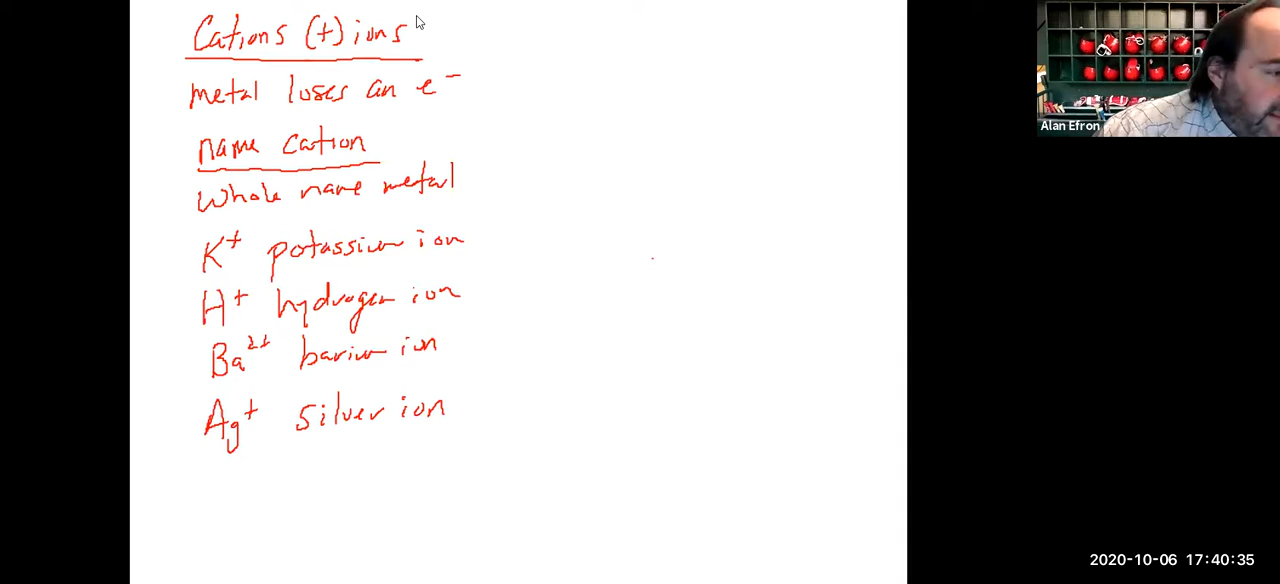 Cations (+) ions
metal loses an e⁻
name cation
Whole name metal
K⁺ potassium ion
H⁺ hydrogen ion
Ba²⁺ barium ion
Ag⁺ silver ion
Alan Efron
2020-10-06 17:40:35